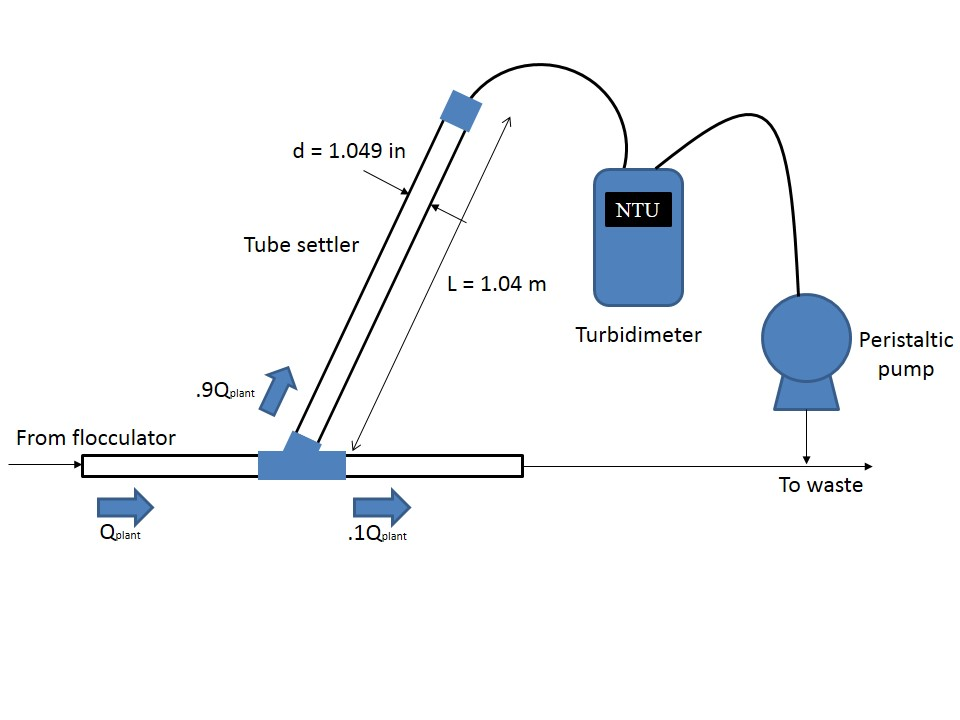 d = 1.049 in
NTU
Tube settler
L = 1.04 m
Turbidimeter
Peristaltic
pump
.9Qplant
From flocculator
To waste
Qplant
.1Qplant